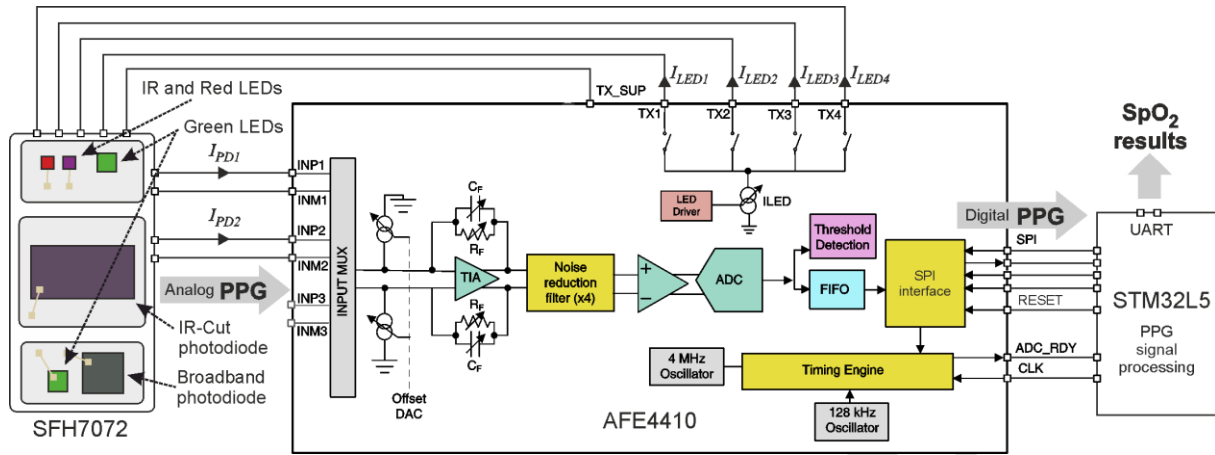 IR and Red LEDs
Green LEDs
SFH7072
IR-Cut
photodiode
Broadband
photodiode
I_PD1
I_PD2
Analog PPG
INP1
INM1
INP2
INM2
INP3
INM3
INPUT MUX
Offset
DAC
C_F
R_F
TIA
R_F
C_F
Noise
reduction
filter (x4)
+
−
ADC
TX_SUP
I_LED1
I_LED2
I_LED3
I_LED4
TX1
TX2
TX3
TX4
LED
Driver
ILED
Threshold
Detection
FIFO
SPI
interface
4 MHz
Oscillator
Timing Engine
128 kHz
Oscillator
AFE4410
Digital PPG
SPI
RESET
ADC_RDY
CLK
SpO2
results
UART
STM32L5
PPG
signal
processing